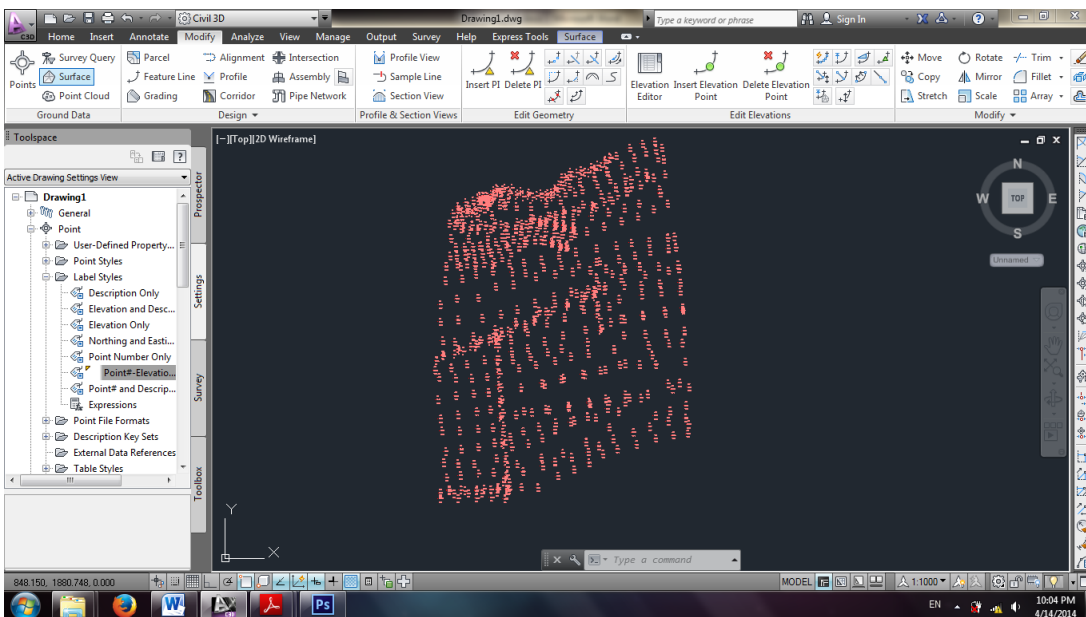 Civil 3D
Drawing1.dwg
Type a keyword or phrase
Sign In
C3D
Home Insert Annotate Modify Analyze View Manage Output Survey Help Express Tools Surface
Points
Survey Query
Surface
Point Cloud
Ground Data
Parcel
Feature Line
Grading
Alignment
Profile
Corridor
Intersection
Assembly
Pipe Network
Design
Profile View
Sample Line
Section View
Profile & Section Views
Insert PI Delete PI
Edit Geometry
Elevation Editor
Insert Elevation Point
Delete Elevation Point
Edit Elevations
Move
Copy
Stretch
Rotate
Mirror
Scale
Trim
Fillet
Array
Modify
Toolspace
Active Drawing Settings View
Drawing1
General
Point
User-Defined Property...
Point Styles
Label Styles
Description Only
Elevation and Desc...
Elevation Only
Northing and Easti...
Point Number Only
Point#-Elevatio...
Point# and Descrip...
Expressions
Point File Formats
Description Key Sets
External Data References
Table Styles
Prospector
Settings
Survey
Toolbox
[−][Top][2D Wireframe]
N
W TOP E
S
Unnamed
Y
X
Type a command
848.150, 1880.748, 0.000
MODEL
1:1000
W
C3D
Ps
EN
10:04 PM
4/14/2014